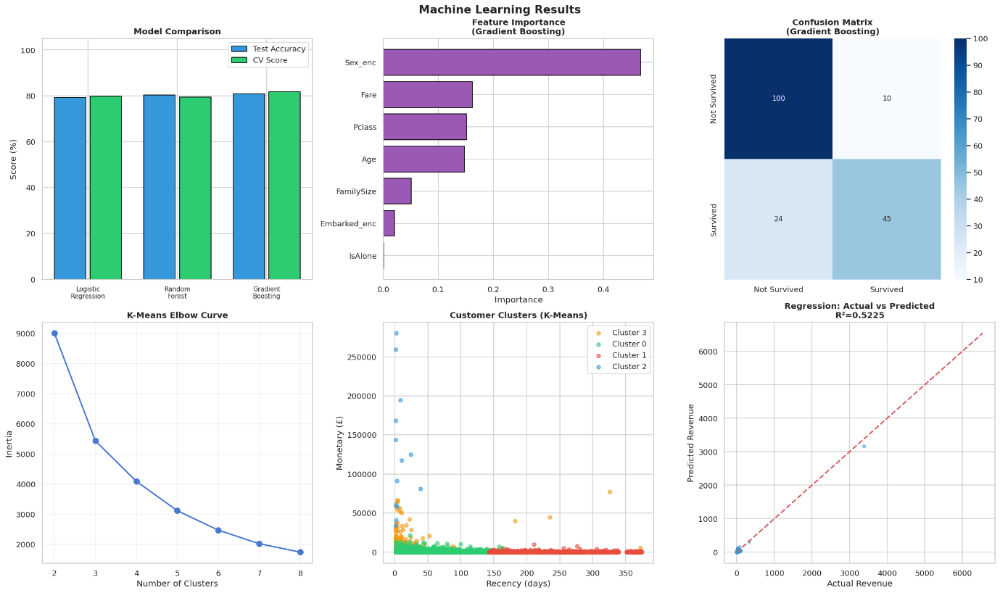 Machine Learning Results
Model Comparison
Score (%)
100
80
60
40
20
0
Test Accuracy
CV Score
Logistic
Regression
Random
Forest
Gradient
Boosting
Feature Importance
(Gradient Boosting)
Sex_enc
Fare
Pclass
Age
FamilySize
Embarked_enc
IsAlone
0.0
0.1
0.2
0.3
0.4
Importance
Confusion Matrix
(Gradient Boosting)
Not Survived
Survived
100
10
24
45
Not Survived
Survived
100
90
80
70
60
50
40
30
20
10
K-Means Elbow Curve
Inertia
9000
8000
7000
6000
5000
4000
3000
2000
2
3
4
5
6
7
8
Number of Clusters
Customer Clusters (K-Means)
Monetary (£)
250000
200000
150000
100000
50000
0
Cluster 3
Cluster 0
Cluster 1
Cluster 2
0
50
100
150
200
250
300
350
Recency (days)
Regression: Actual vs Predicted
R²=0.5225
Predicted Revenue
6000
5000
4000
3000
2000
1000
0
0
1000
2000
3000
4000
5000
6000
Actual Revenue